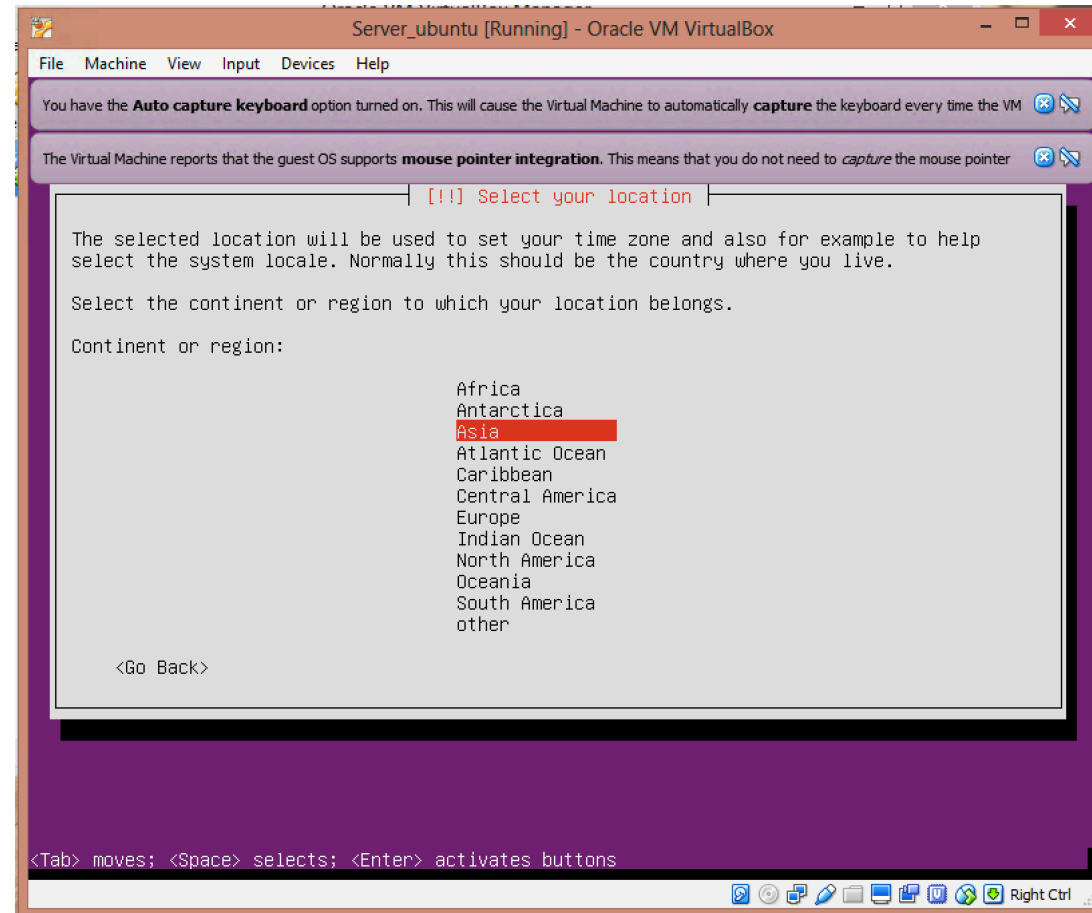 Server_ubuntu [Running] - Oracle VM VirtualBox
File Machine View Input Devices Help
You have the Auto capture keyboard option turned on. This will cause the Virtual Machine to automatically capture the keyboard every time the VM
The Virtual Machine reports that the guest OS supports mouse pointer integration. This means that you do not need to capture the mouse pointer
[!!] Select your location
The selected location will be used to set your time zone and also for example to help
select the system locale. Normally this should be the country where you live.
Select the continent or region to which your location belongs.
Continent or region:
Africa
Antarctica
Asia
Atlantic Ocean
Caribbean
Central America
Europe
Indian Ocean
North America
Oceania
South America
other
<Go Back>
<Tab> moves; <Space> selects; <Enter> activates buttons
Right Ctrl